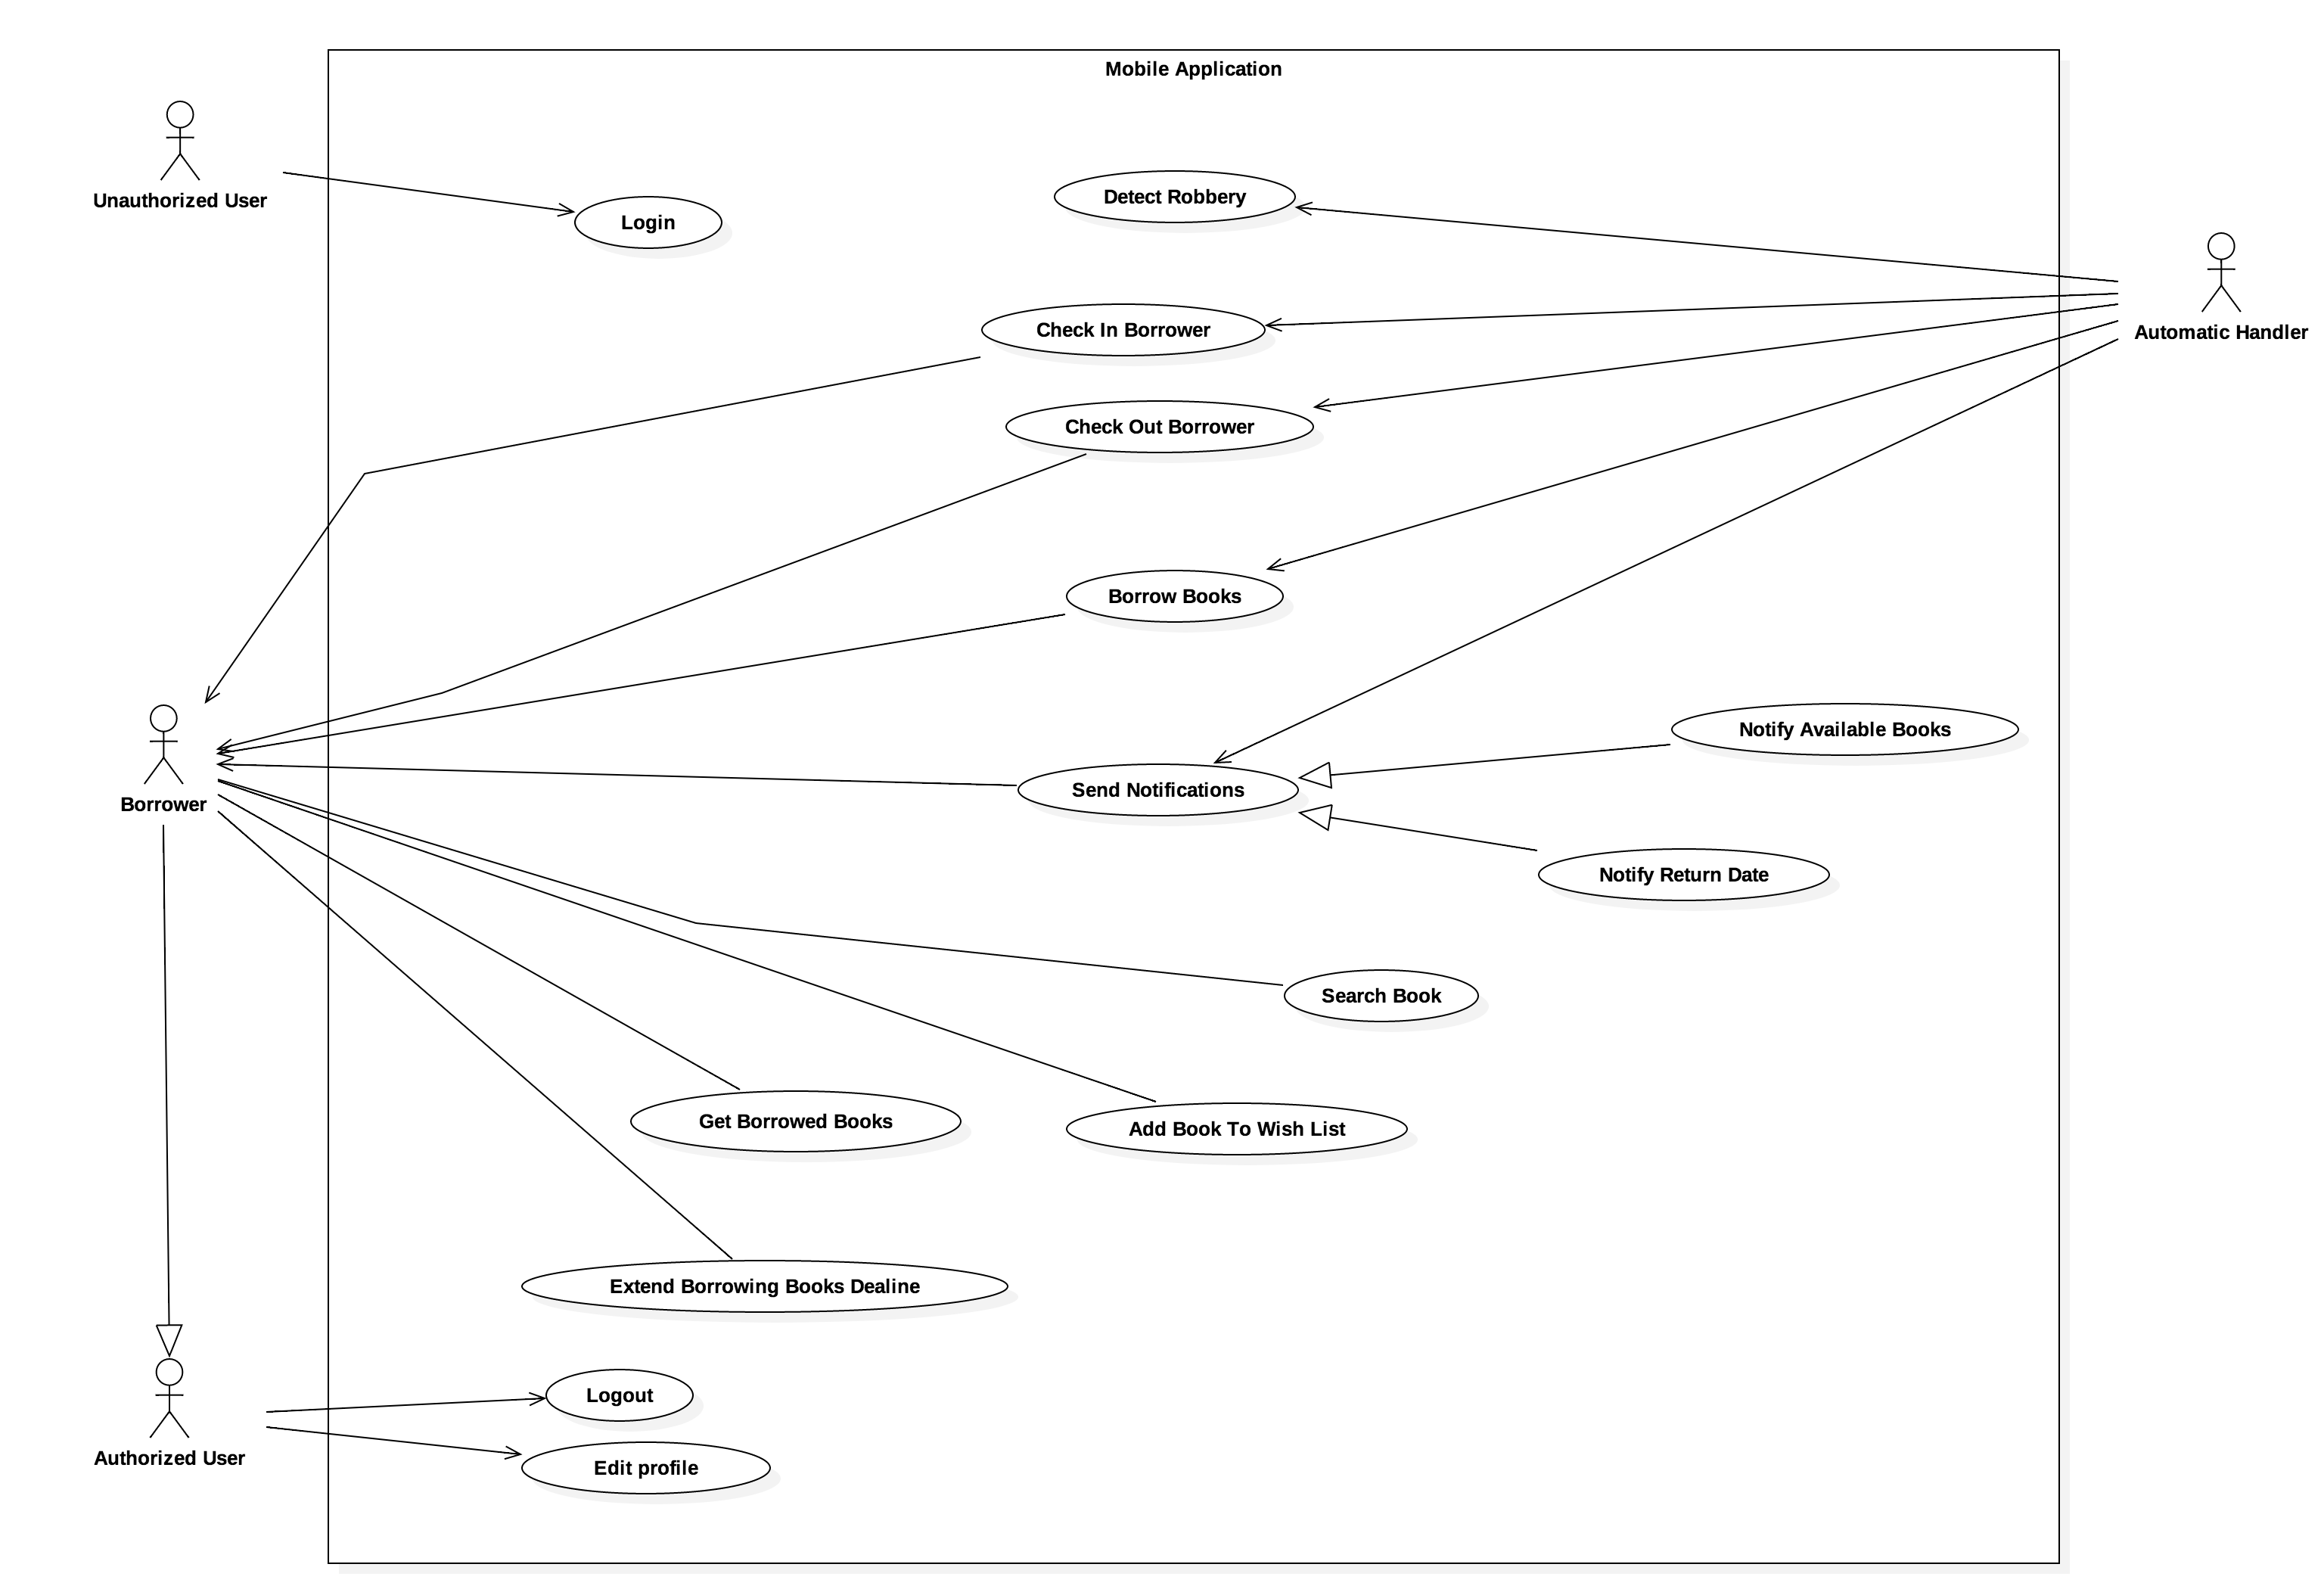 Mobile Application
Unauthorized User
Login
Detect Robbery
Automatic Handler
Check In Borrower
Check Out Borrower
Borrow Books
Borrower
Send Notifications
Notify Available Books
Notify Return Date
Search Book
Get Borrowed Books
Add Book To Wish List
Extend Borrowing Books Dealine
Logout
Authorized User
Edit profile